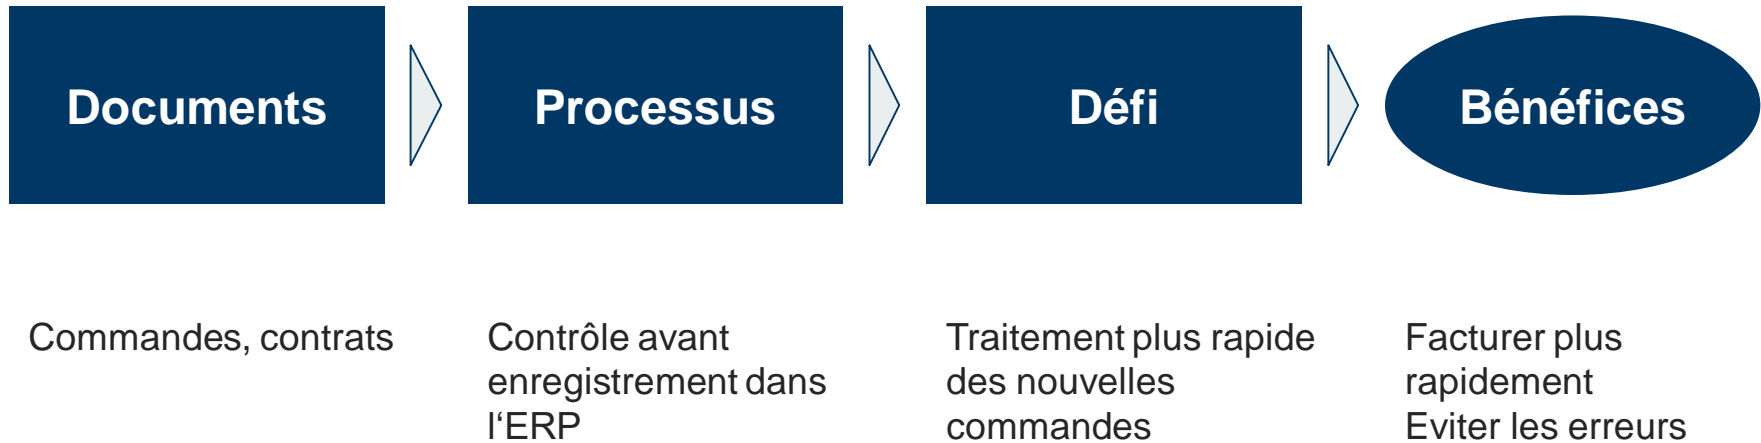 Documents
Processus
Défi
Bénéfices
Commandes, contrats
Contrôle avant
enregistrement dans
l‘ERP
Traitement plus rapide
des nouvelles
commandes
Facturer plus
rapidement
Eviter les erreurs